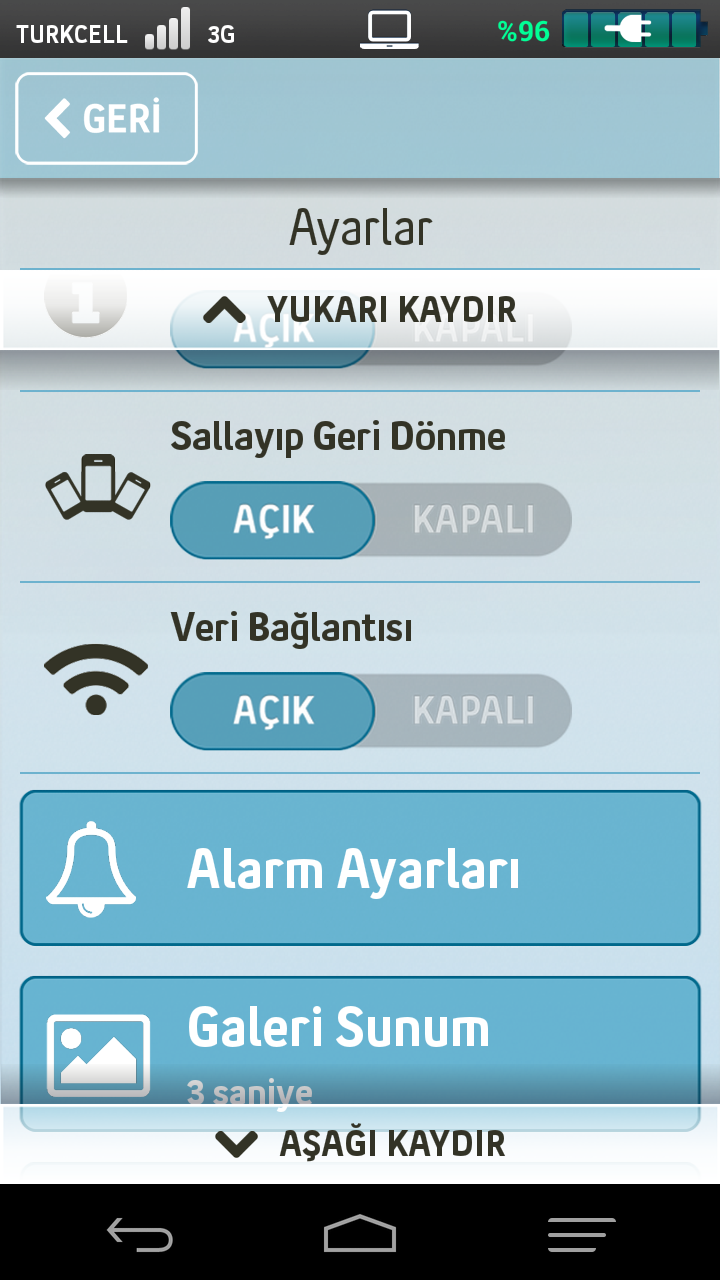 TURKCELL 3G %96
GERİ
Ayarlar
1
YUKARI KAYDIR
AÇIK KAPALI
Sallayıp Geri Dönme
AÇIK KAPALI
Veri Bağlantısı
AÇIK KAPALI
Alarm Ayarları
Galeri Sunum
3 saniye
AŞAĞI KAYDIR